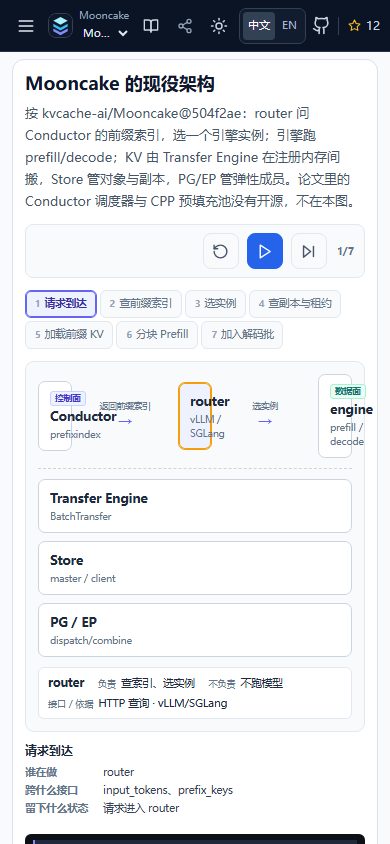 Mooncake
Mo...
中文
EN
12
Mooncake 的现役架构
按 kvcache-ai/Mooncake@504f2ae：router 问
Conductor 的前缀索引，选一个引擎实例；引擎跑
prefill/decode；KV 由 Transfer Engine 在注册内存间
搬，Store 管对象与副本，PG/EP 管弹性成员。论文里的
Conductor 调度器与 CPP 预填充池没有开源，不在本图。
1/7
1 请求到达
2 查前缀索引
3 选实例
4 查副本与租约
5 加载前缀 KV
6 分块 Prefill
7 加入解码批
控制面
Conductor
prefixindex
返回前缀索引
→
router
vLLM /
SGLang
选实例
→
数据面
engine
prefill /
decode
Transfer Engine
BatchTransfer
Store
master / client
PG / EP
dispatch/combine
router 负责 查索引、选实例 不负责 不跑模型
接口 / 依据 HTTP 查询 · vLLM/SGLang
请求到达
谁在做 router
跨什么接口 input_tokens、prefix_keys
留下什么状态 请求进入 router